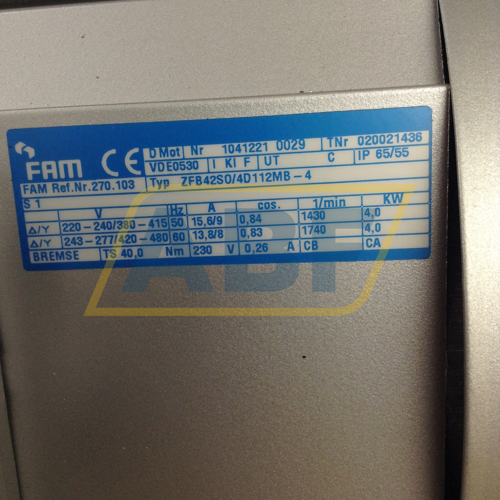 FAM CE D Mot Nr 1041221 0029 TNr 020021436
VDE0530 I KI F UT C IP 65/55
FAM Ref.Nr.270.103 Typ ZFB42SO/4D112MB-4
S 1 V Hz A cos. 1/min KW
Δ/Y 220-240/380-415 50 15,6/9 0,84 1430 4,0
Δ/Y 243-277/420-480 60 13,8/8 0,83 1740 4,0
BREMSE TS 40,0 Nm 230 V 0,26 A CB CA
ABF